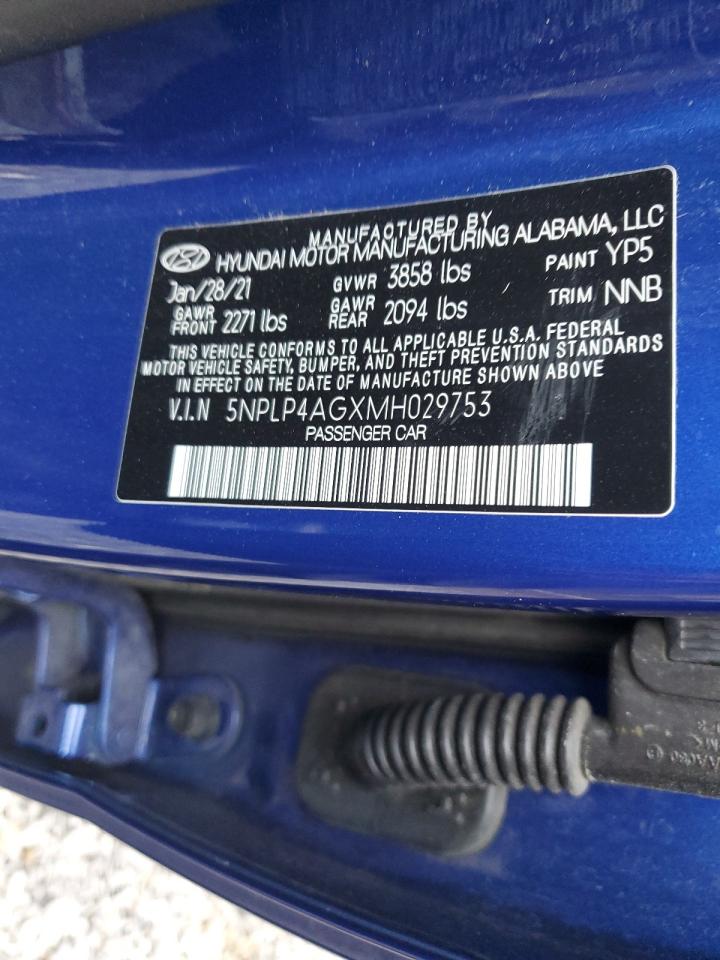 MANUFACTURED BY
HYUNDAI MOTOR MANUFACTURING ALABAMA, LLC
Jan/28/21 GVWR 3858 lbs PAINT YP5
GAWR FRONT 2271 lbs GAWR REAR 2094 lbs TRIM NNB
THIS VEHICLE CONFORMS TO ALL APPLICABLE U.S.A. FEDERAL
MOTOR VEHICLE SAFETY, BUMPER, AND THEFT PREVENTION STANDARDS
IN EFFECT ON THE DATE OF MANUFACTURE SHOWN ABOVE
V.I.N 5NPLP4AGXMH029753
PASSENGER CAR